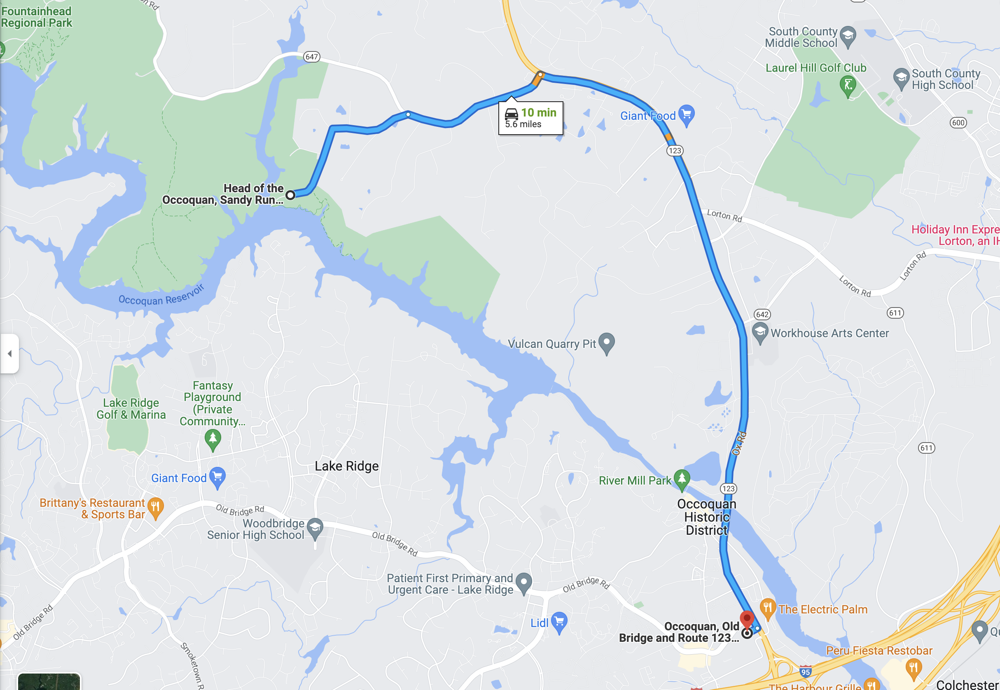 on Rd
Fountainhead
Regional Park
647
South County
Middle School
Laurel Hill Golf Club
South County
High School
10 min
5.6 miles
Giant Food
600
123
Head of the
Occoquan, Sandy Run...
Lorton Rd
Holiday Inn Expre
Lorton, an IH
Lorton Rd
Lorton Rd
Occoquan Reservoir
611
642
Workhouse Arts Center
Vulcan Quarry Pit
Fantasy
Playground
(Private
Community...
Lake Ridge
Golf & Marina
Ox Rd
611
Lake Ridge
Giant Food
River Mill Park
123
Brittany's Restaurant
& Sports Bar
Old Bridge Rd
Occoquan
Historic
District
Woodbridge
Senior High School
Old Bridge Rd
Patient First Primary and
Urgent Care - Lake Ridge
Old Bridge Rd
The Electric Palm
Old Bridge Rd
Lidl
Occoquan, Old
Bridge and Route 123...
Smoketown R
Peru Fiesta Restobar
95
The Harbour Grille
Colchester